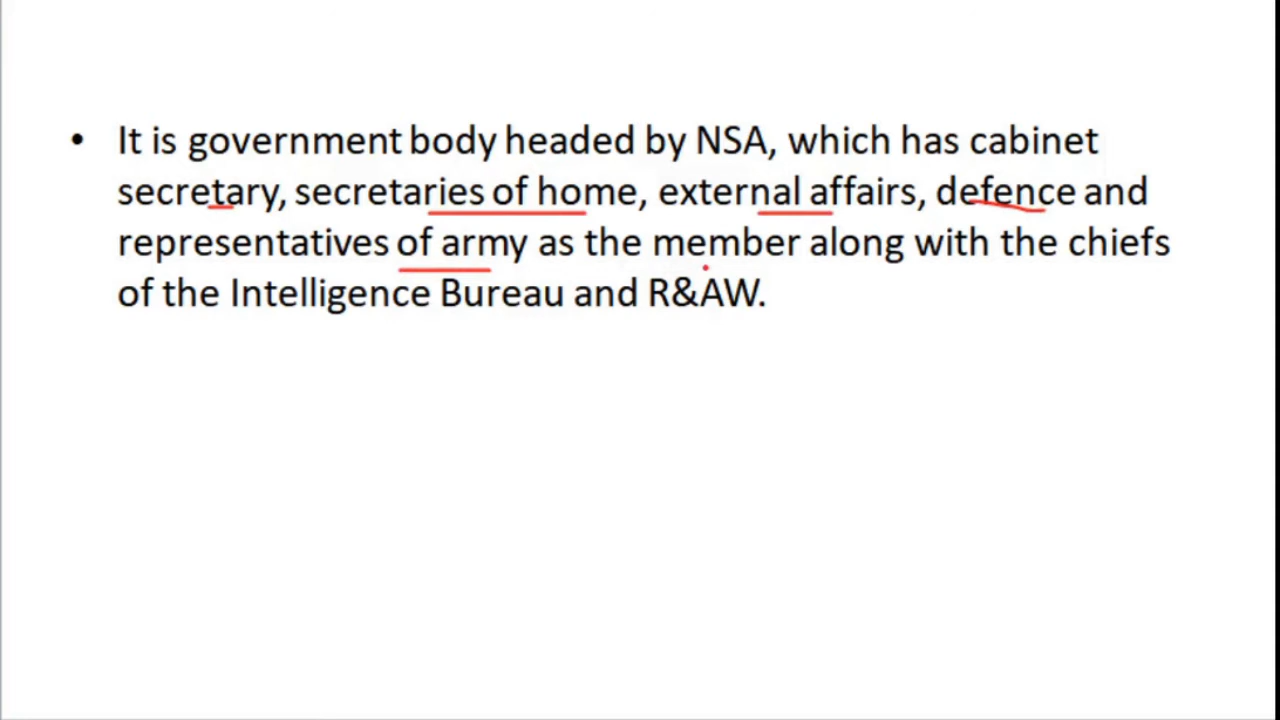 • It is government body headed by NSA, which has cabinet
secretary, secretaries of home, external affairs, defence and
representatives of army as the member along with the chiefs
of the Intelligence Bureau and R&AW.